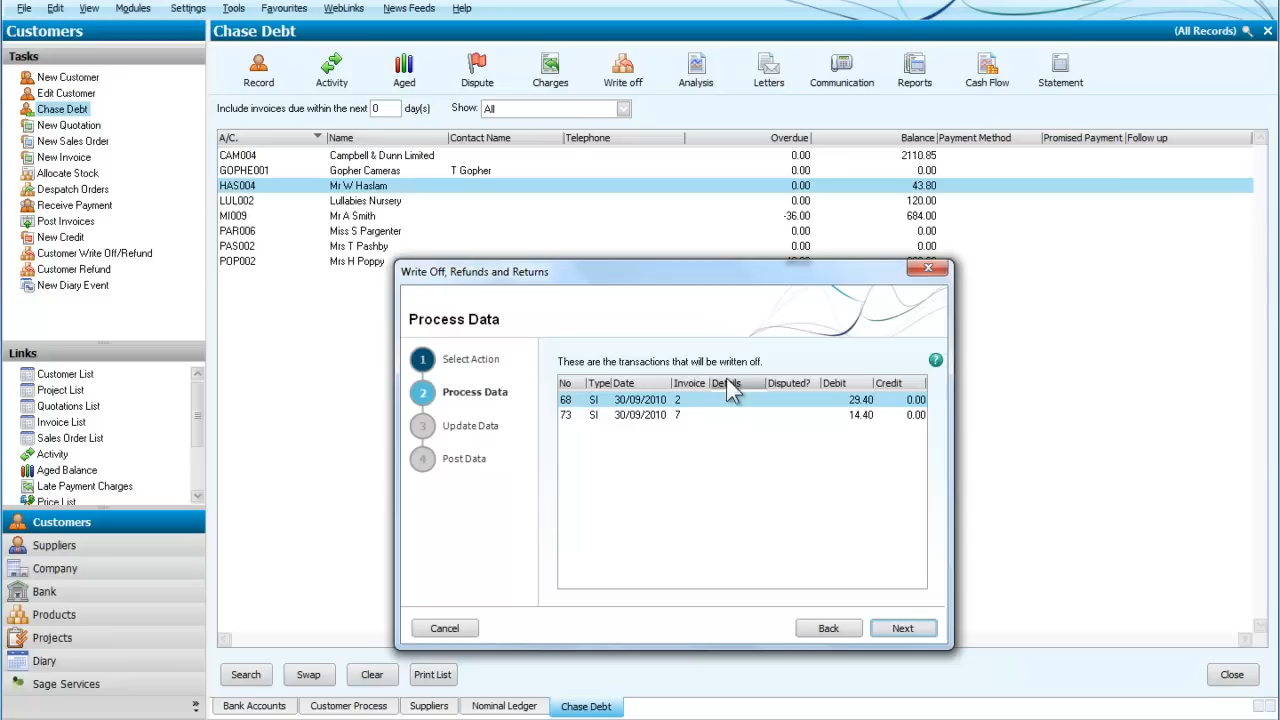 File Edit View Modules Settings Tools Favourites WebLinks News Feeds Help
Customers
Chase Debt
(All Records)
Tasks
New Customer
Edit Customer
Chase Debt
New Quotation
New Sales Order
New Invoice
Allocate Stock
Despatch Orders
Receive Payment
Post Invoices
New Credit
Customer Write Off/Refund
Customer Refund
New Diary Event
Links
Customer List
Project List
Quotations List
Invoice List
Sales Order List
Activity
Aged Balance
Late Payment Charges
Price List
Customers
Suppliers
Company
Bank
Products
Projects
Diary
Sage Services
Record Activity Aged Dispute Charges Write off Analysis Letters Communication Reports Cash Flow Statement
Include invoices due within the next 0 day(s) Show: All
A/C. Name Contact Name Telephone Overdue Balance Payment Method Promised Payment Follow up
CAM004 Campbell & Dunn Limited 0.00 2110.85
GOPHE001 Gopher Cameras T Gopher 0.00 0.00
HAS004 Mr W Haslam 0.00 43.80
LUL002 Lullabies Nursery 0.00 120.00
MI009 Mr A Smith -36.00 684.00
PAR006 Miss S Pargenter 0.00 0.00
PAS002 Mrs T Pashby 0.00 0.00
POP002 Mrs H Poppy
Write Off, Refunds and Returns
Process Data
1 Select Action
2 Process Data
3 Update Data
4 Post Data
These are the transactions that will be written off.
No Type Date Invoice Details Disputed? Debit Credit
68 SI 30/09/2010 2 29.40 0.00
73 SI 30/09/2010 7 14.40 0.00
Cancel Back Next
Search Swap Clear Print List Close
Bank Accounts Customer Process Suppliers Nominal Ledger Chase Debt